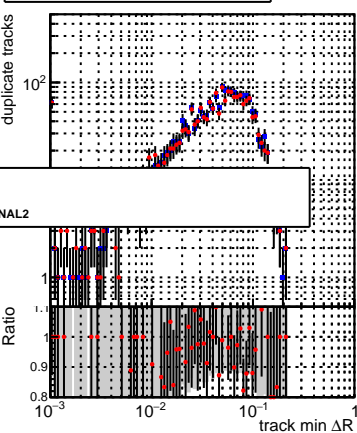 duplicate tracks
10²
NAL2
1
Ratio
1.1
1
0.9
0.8
10⁻³
10⁻²
10⁻¹
1
track min ΔR